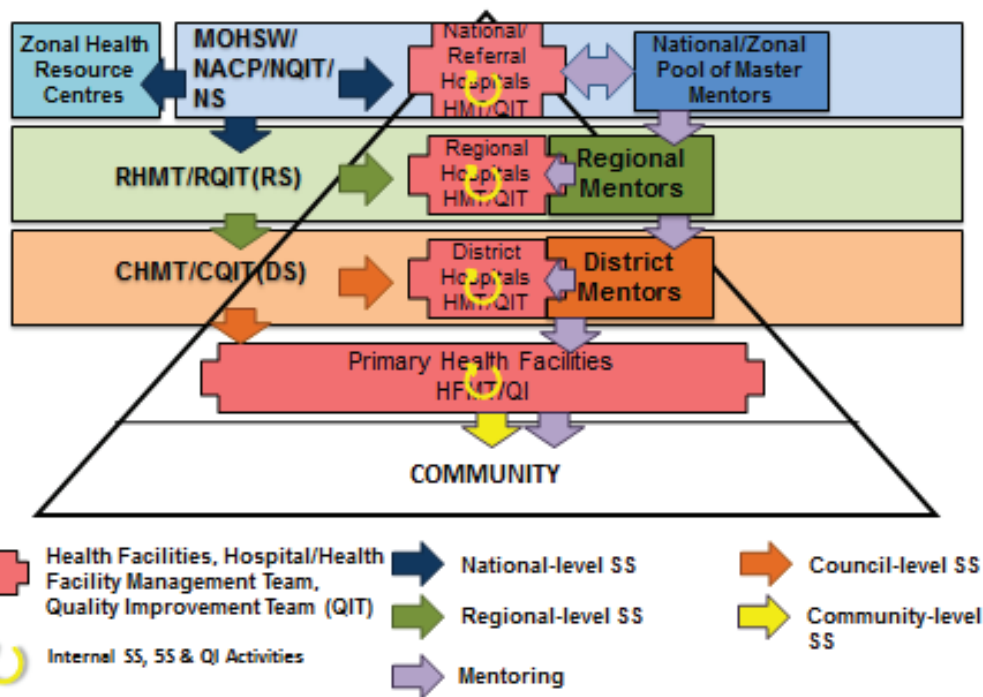 Zonal Health
Resource
Centres
MOHSW/
NACP/NQIT/
NS
National/
Referral
Hospitals
HMT/QIT
National/Zonal
Pool of Master
Mentors
RHMT/RQIT(RS)
Regional
Hospitals
HMT/QIT
Regional
Mentors
CHMT/CQIT(DS)
District
Hospitals
HMT/QIT
District
Mentors
Primary Health Facilities
HFMT/QI
COMMUNITY
Health Facilities, Hospital/Health
Facility Management Team,
Quality Improvement Team (QIT)
Internal SS, 5S & QI Activities
National-level SS
Regional-level SS
Mentoring
Council-level SS
Community-level
SS